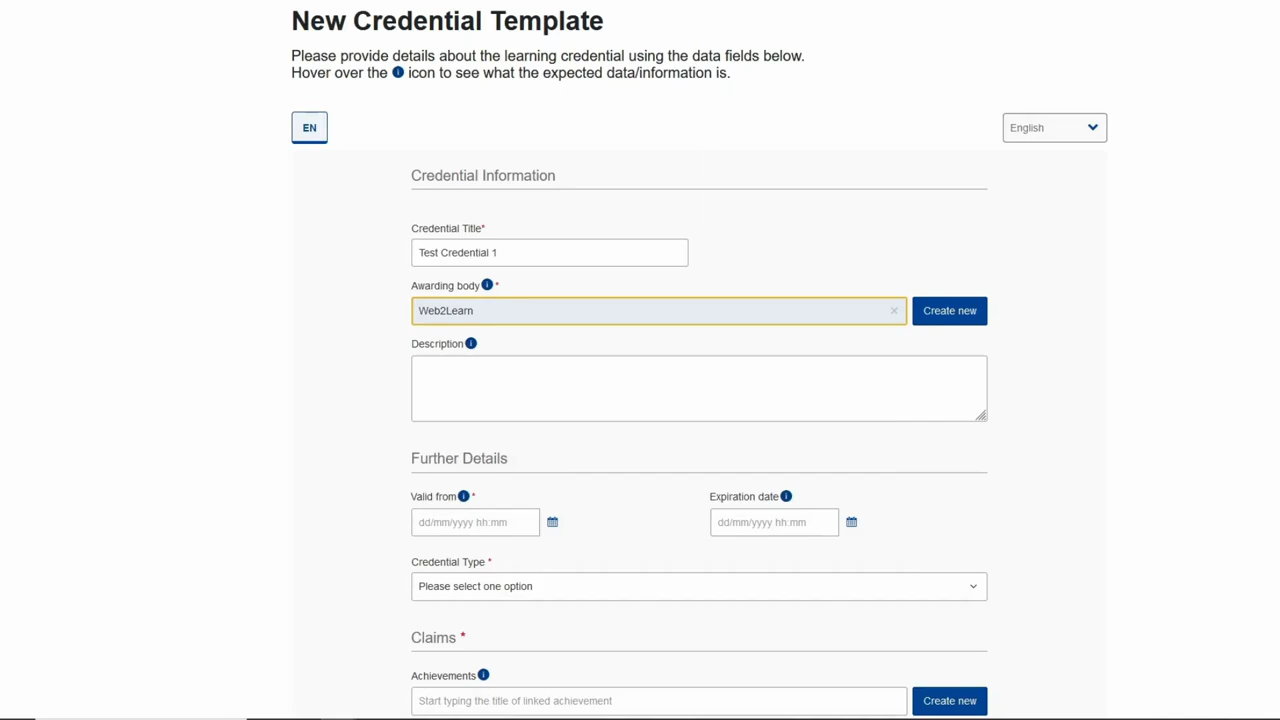 New Credential Template
Please provide details about the learning credential using the data fields below.
Hover over the i icon to see what the expected data/information is.
EN
English
Credential Information
Credential Title*
Test Credential 1
Awarding body i *
Web2Learn ×
Create new
Description i
Further Details
Valid from i *
Expiration date i
dd/mm/yyyy hh:mm
dd/mm/yyyy hh:mm
Credential Type *
Please select one option
Claims *
Achievements i
Start typing the title of linked achievement
Create new